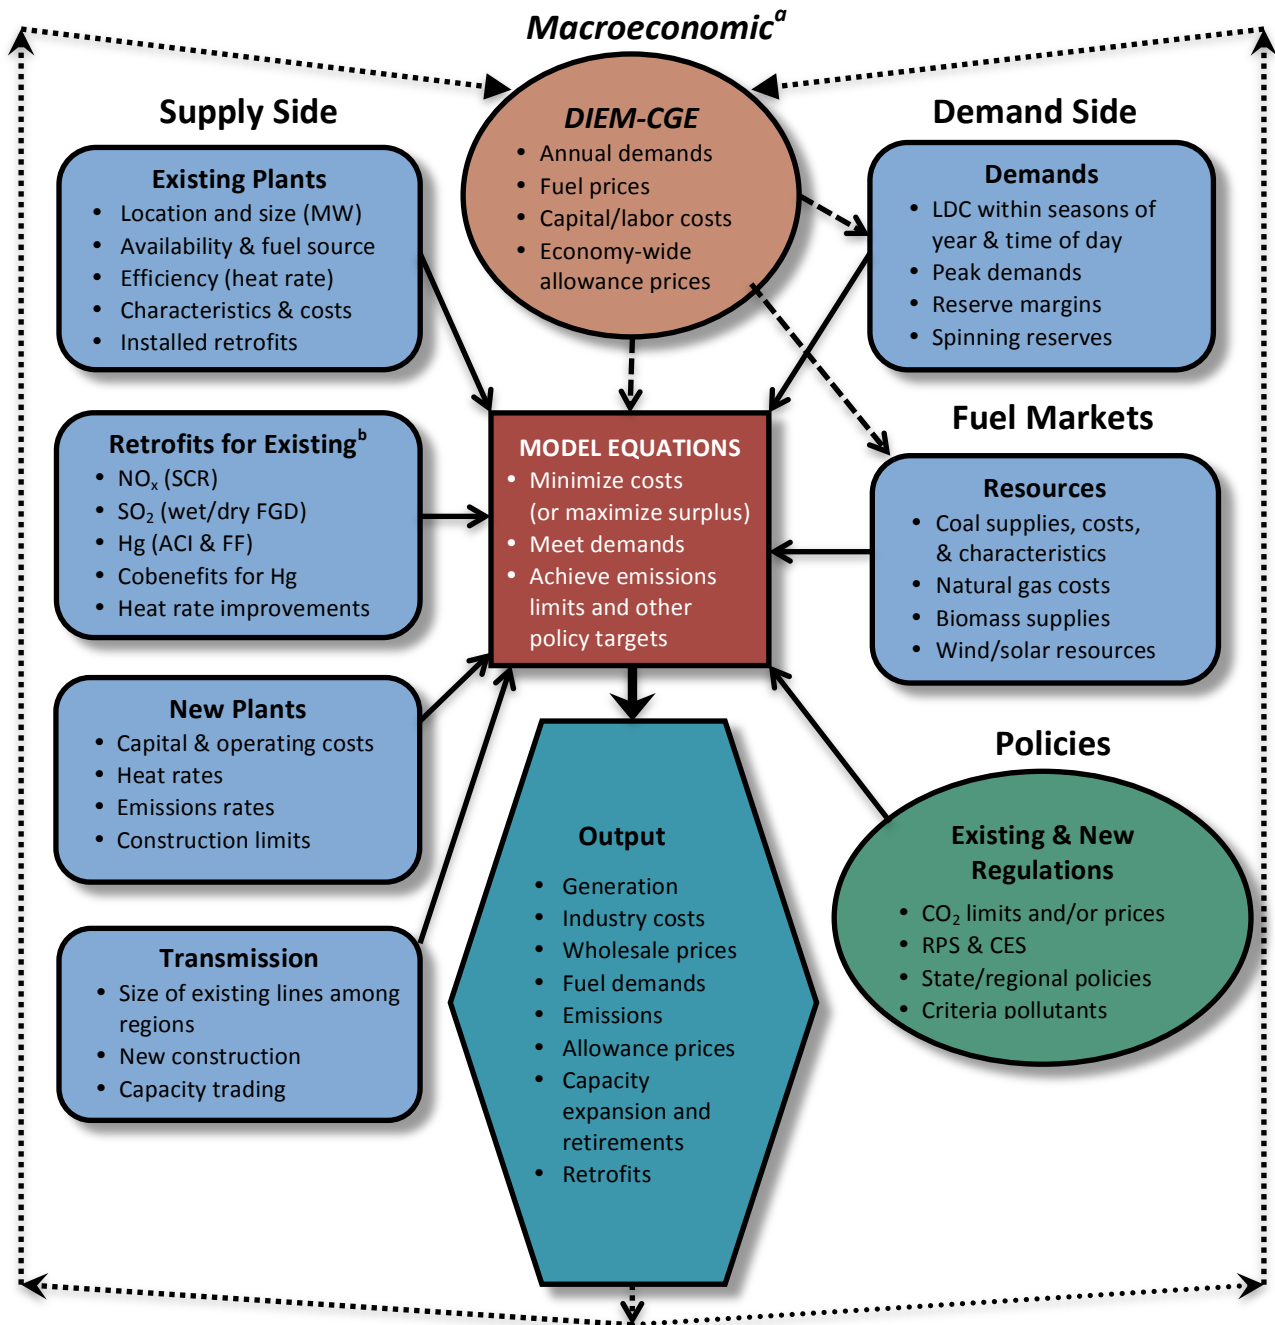 Macroeconomicᵃ
DIEM-CGE
• Annual demands
• Fuel prices
• Capital/labor costs
• Economy-wide
allowance prices
Supply Side
Existing Plants
• Location and size (MW)
• Availability & fuel source
• Efficiency (heat rate)
• Characteristics & costs
• Installed retrofits
Retrofits for Existingᵇ
• NOₓ (SCR)
• SO₂ (wet/dry FGD)
• Hg (ACI & FF)
• Cobenefits for Hg
• Heat rate improvements
New Plants
• Capital & operating costs
• Heat rates
• Emissions rates
• Construction limits
Transmission
• Size of existing lines among
regions
• New construction
• Capacity trading
MODEL EQUATIONS
• Minimize costs
(or maximize surplus)
• Meet demands
• Achieve emissions
limits and other
policy targets
Output
• Generation
• Industry costs
• Wholesale prices
• Fuel demands
• Emissions
• Allowance prices
• Capacity
expansion and
retirements
• Retrofits
Demand Side
Demands
• LDC within seasons of
year & time of day
• Peak demands
• Reserve margins
• Spinning reserves
Fuel Markets
Resources
• Coal supplies, costs,
& characteristics
• Natural gas costs
• Biomass supplies
• Wind/solar resources
Policies
Existing & New
Regulations
• CO₂ limits and/or prices
• RPS & CES
• State/regional policies
• Criteria pollutants